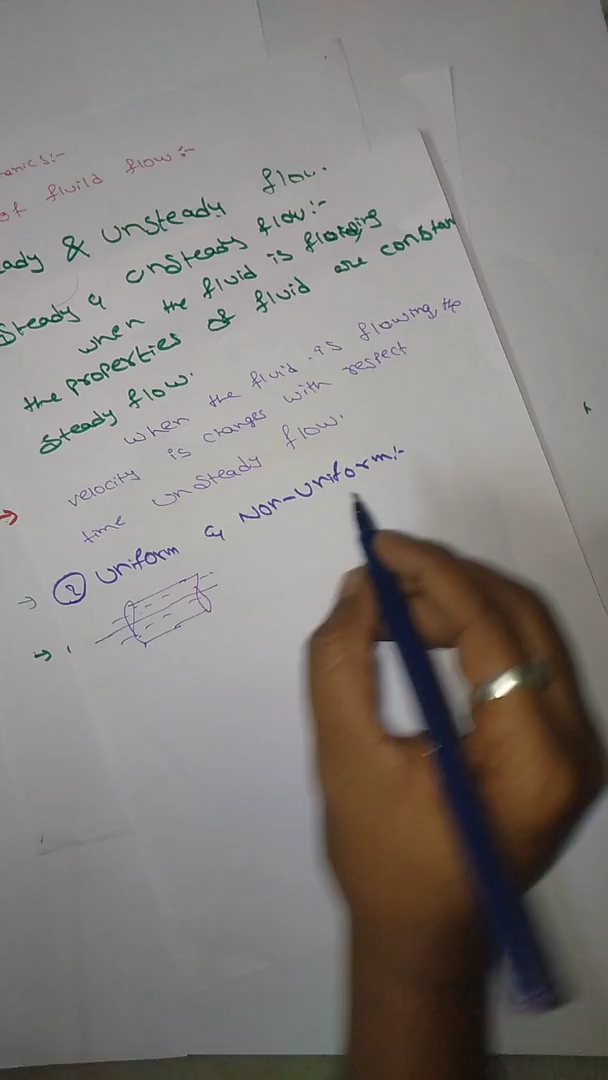 anics:-
of fluild flow:-
ady & unsteady flow.
Steady & unsteady flow:-
when the fluid is flowing
the properties of fluid are constan
steady flow.
when the fluid is flowing the
velocity is changes with respect
time unsteady flow.
② uniform & Non-uniform:-